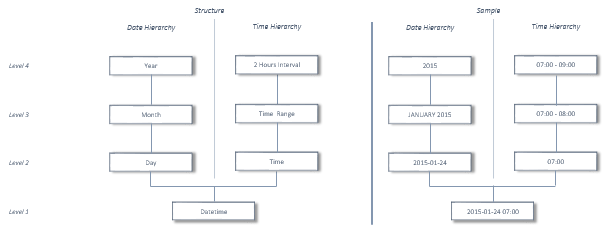 Structure
Sample
Date Hierarchy
Time Hierarchy
Date Hierarchy
Time Hierarchy
Level 4
Year
2 Hours Interval
2015
07:00 - 09:00
Level 3
Month
Time Range
JANUARY 2015
07:00 - 08:00
Level 2
Day
Time
2015-01-24
07:00
Level 1
Datetime
2015-01-24 07:00